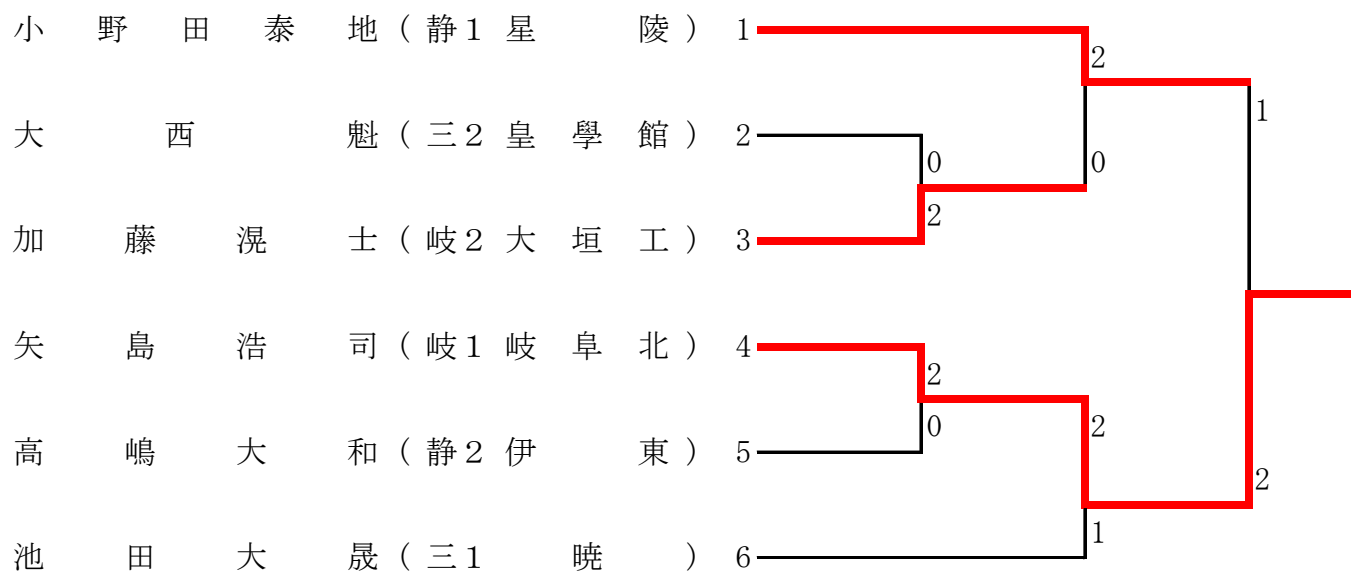 小野田泰地（静1星陵） 1
2
1
大西魁（三2皇學館） 2
0
0
2
加藤滉士（岐2大垣工） 3
矢島浩司（岐1岐阜北） 4
2
0
2
高嶋大和（静2伊東） 5
2
1
池田大晟（三1暁） 6